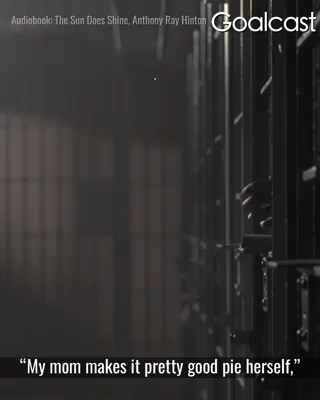 Audiobook: The Sun Does Shine, Anthony Ray Hinton
Goalcast
“My mom makes it pretty good pie herself,”